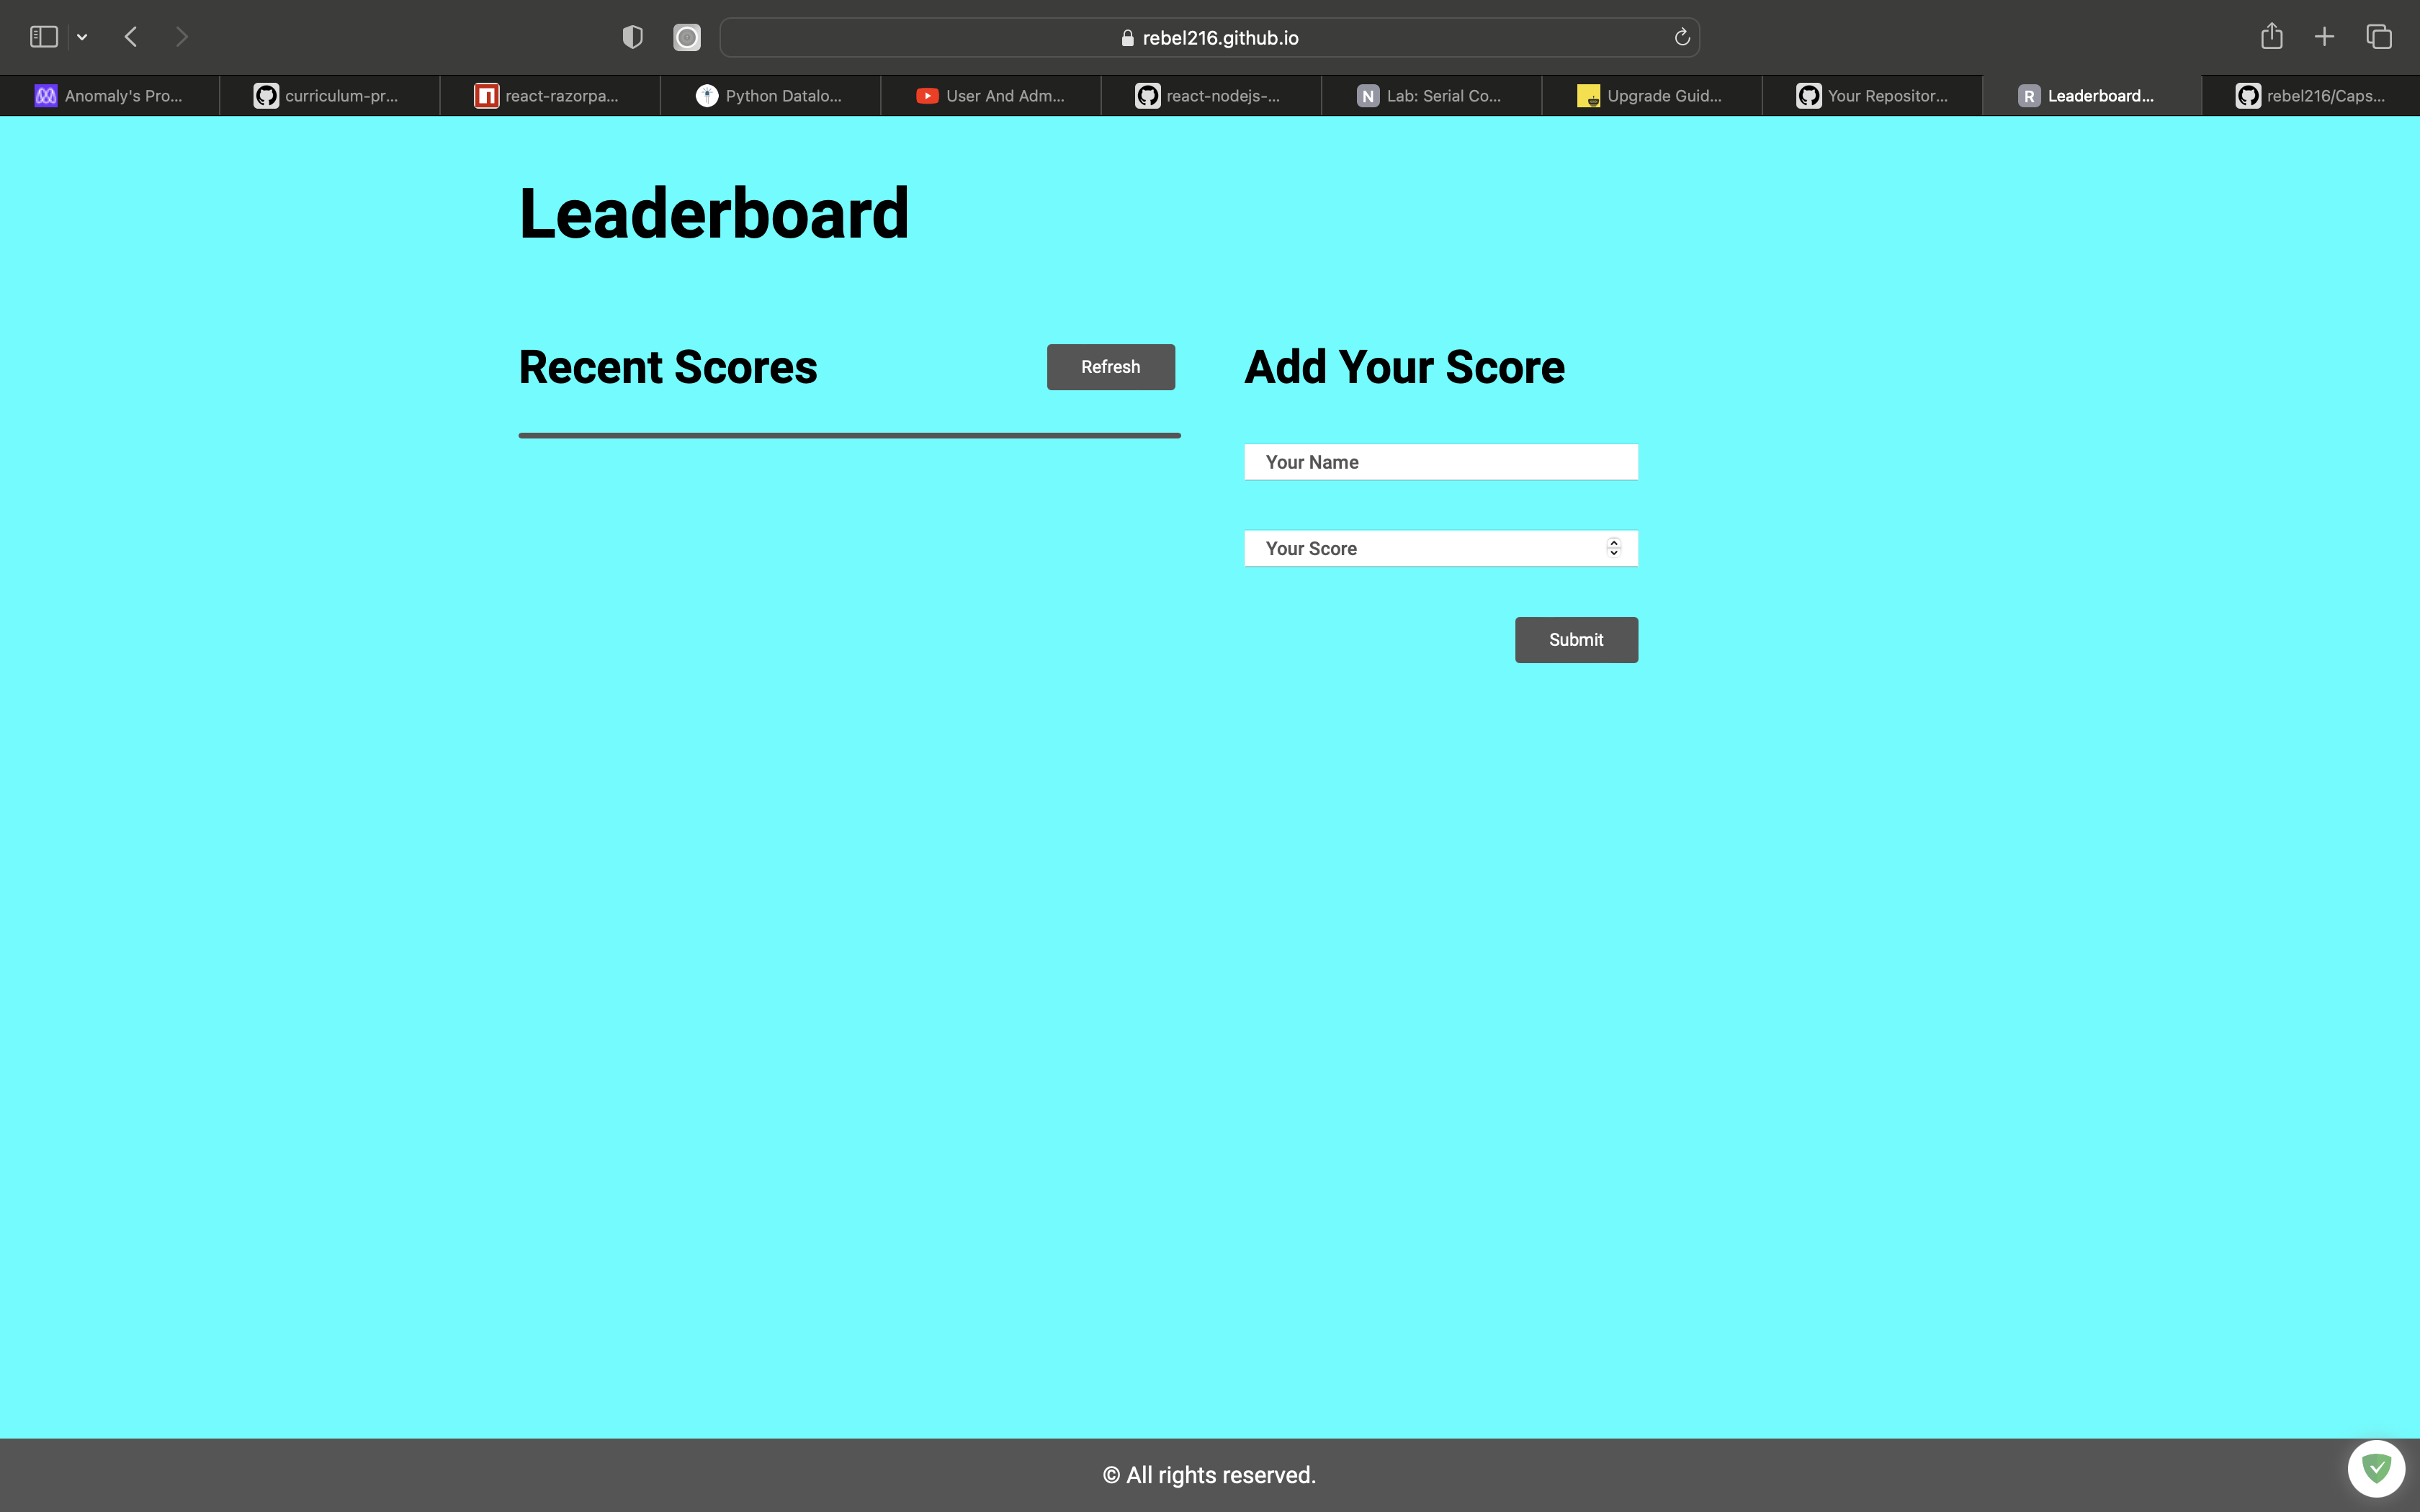 rebel216.github.io
Anomaly's Pro...
curriculum-pr...
react-razorpa...
Python Datalo...
User And Adm...
react-nodejs-...
N Lab: Serial Co...
Upgrade Guid...
Your Repositor...
R Leaderboard...
rebel216/Caps...
Leaderboard
Recent Scores
Refresh
Add Your Score
Your Name
Your Score
Submit
© All rights reserved.